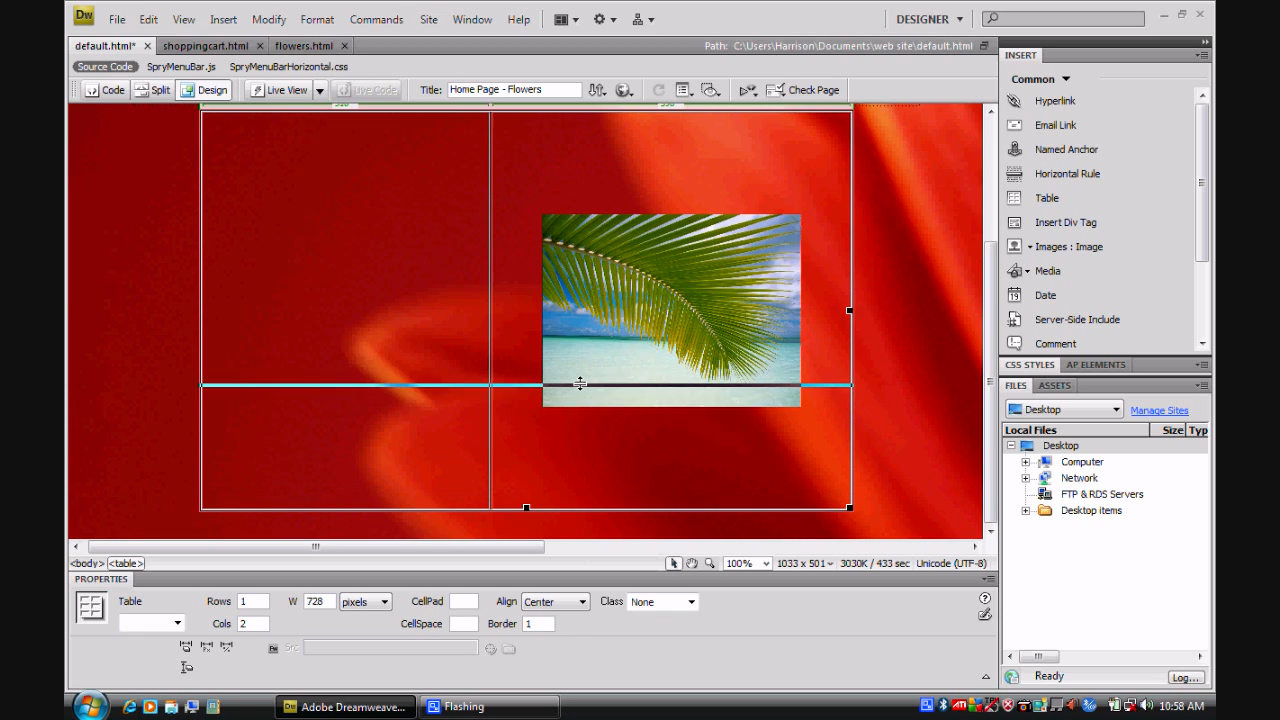 Dw File Edit View Insert Modify Format Commands Site Window Help DESIGNER
default.html* shoppingcart.html flowers.html Path: C:\Users\Harrison\Documents\web site\default.html
Source Code SpryMenuBar.js SpryMenuBarHorizontal.css
Code Split Design Live View Live Code Title: Home Page - Flowers Check Page
INSERT
Common
Hyperlink
Email Link
Named Anchor
Horizontal Rule
Table
Insert Div Tag
Images : Image
Media
19 Date
Server-Side Include
Comment
CSS STYLES AP ELEMENTS
FILES ASSETS
Desktop Manage Sites
Local Files Size Typ
Desktop
Computer
Network
FTP & RDS Servers
Desktop items
<body> <table> 100% 1033 x 501 3030K / 433 sec Unicode (UTF-8)
PROPERTIES
Table Rows 1 W 728 pixels CellPad Align Center Class None
Cols 2 CellSpace Border 1
Src
Ready Log...
Dw Adobe Dreamweave... Flashing ATI 10:58 AM